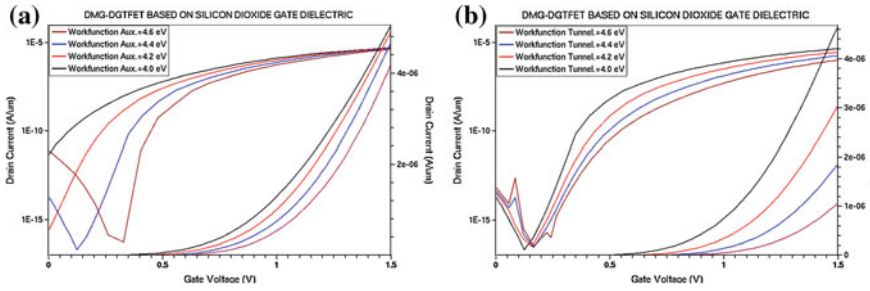 (a)
DMG-DGTFET BASED ON SILICON DIOXIDE GATE DIELECTRIC
Workfunction Aux.=4.6 eV
Workfunction Aux.=4.4 eV
Workfunction Aux.=4.2 eV
Workfunction Aux.=4.0 eV
Drain Current (A/um)
1E-5
1E-10
1E-15
4e-06
2e-06
0
Drain Current (A/um)
0
0.5
1
1.5
Gate Voltage (V)
(b)
DMG-DGTFET BASED ON SILICON DIOXIDE GATE DIELECTRIC
Workfunction Tunnel.=4.6 eV
Workfunction Tunnel.=4.4 eV
Workfunction Tunnel.=4.2 eV
Workfunction Tunnel.=4.0 eV
Drain Current (A/um)
1E-5
1E-10
1E-15
4e-06
3e-06
2e-06
1e-06
0
0
0.5
1
1.5
Gate Voltage (V)